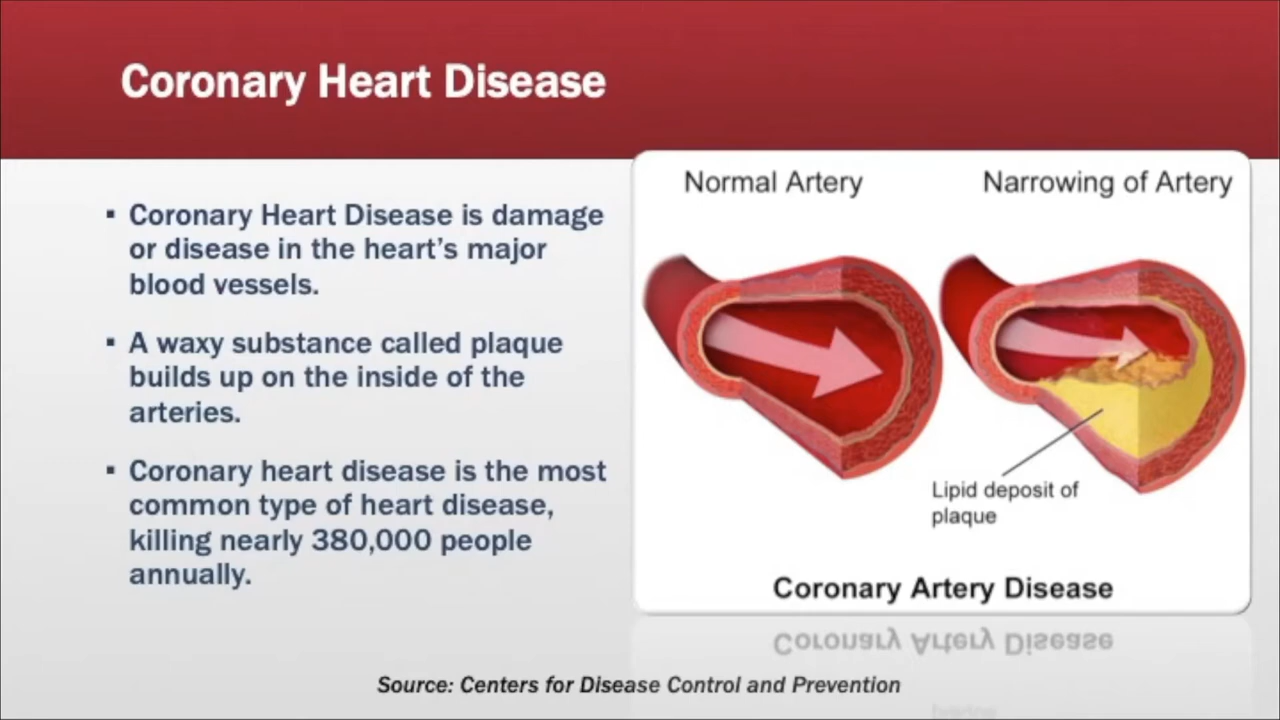 Coronary Heart Disease
▪ Coronary Heart Disease is damage
or disease in the heart’s major
blood vessels.
▪ A waxy substance called plaque
builds up on the inside of the
arteries.
▪ Coronary heart disease is the most
common type of heart disease,
killing nearly 380,000 people
annually.
Normal Artery
Narrowing of Artery
Lipid deposit of
plaque
Coronary Artery Disease
Coronary Artery Disease
Source: Centers for Disease Control and Prevention